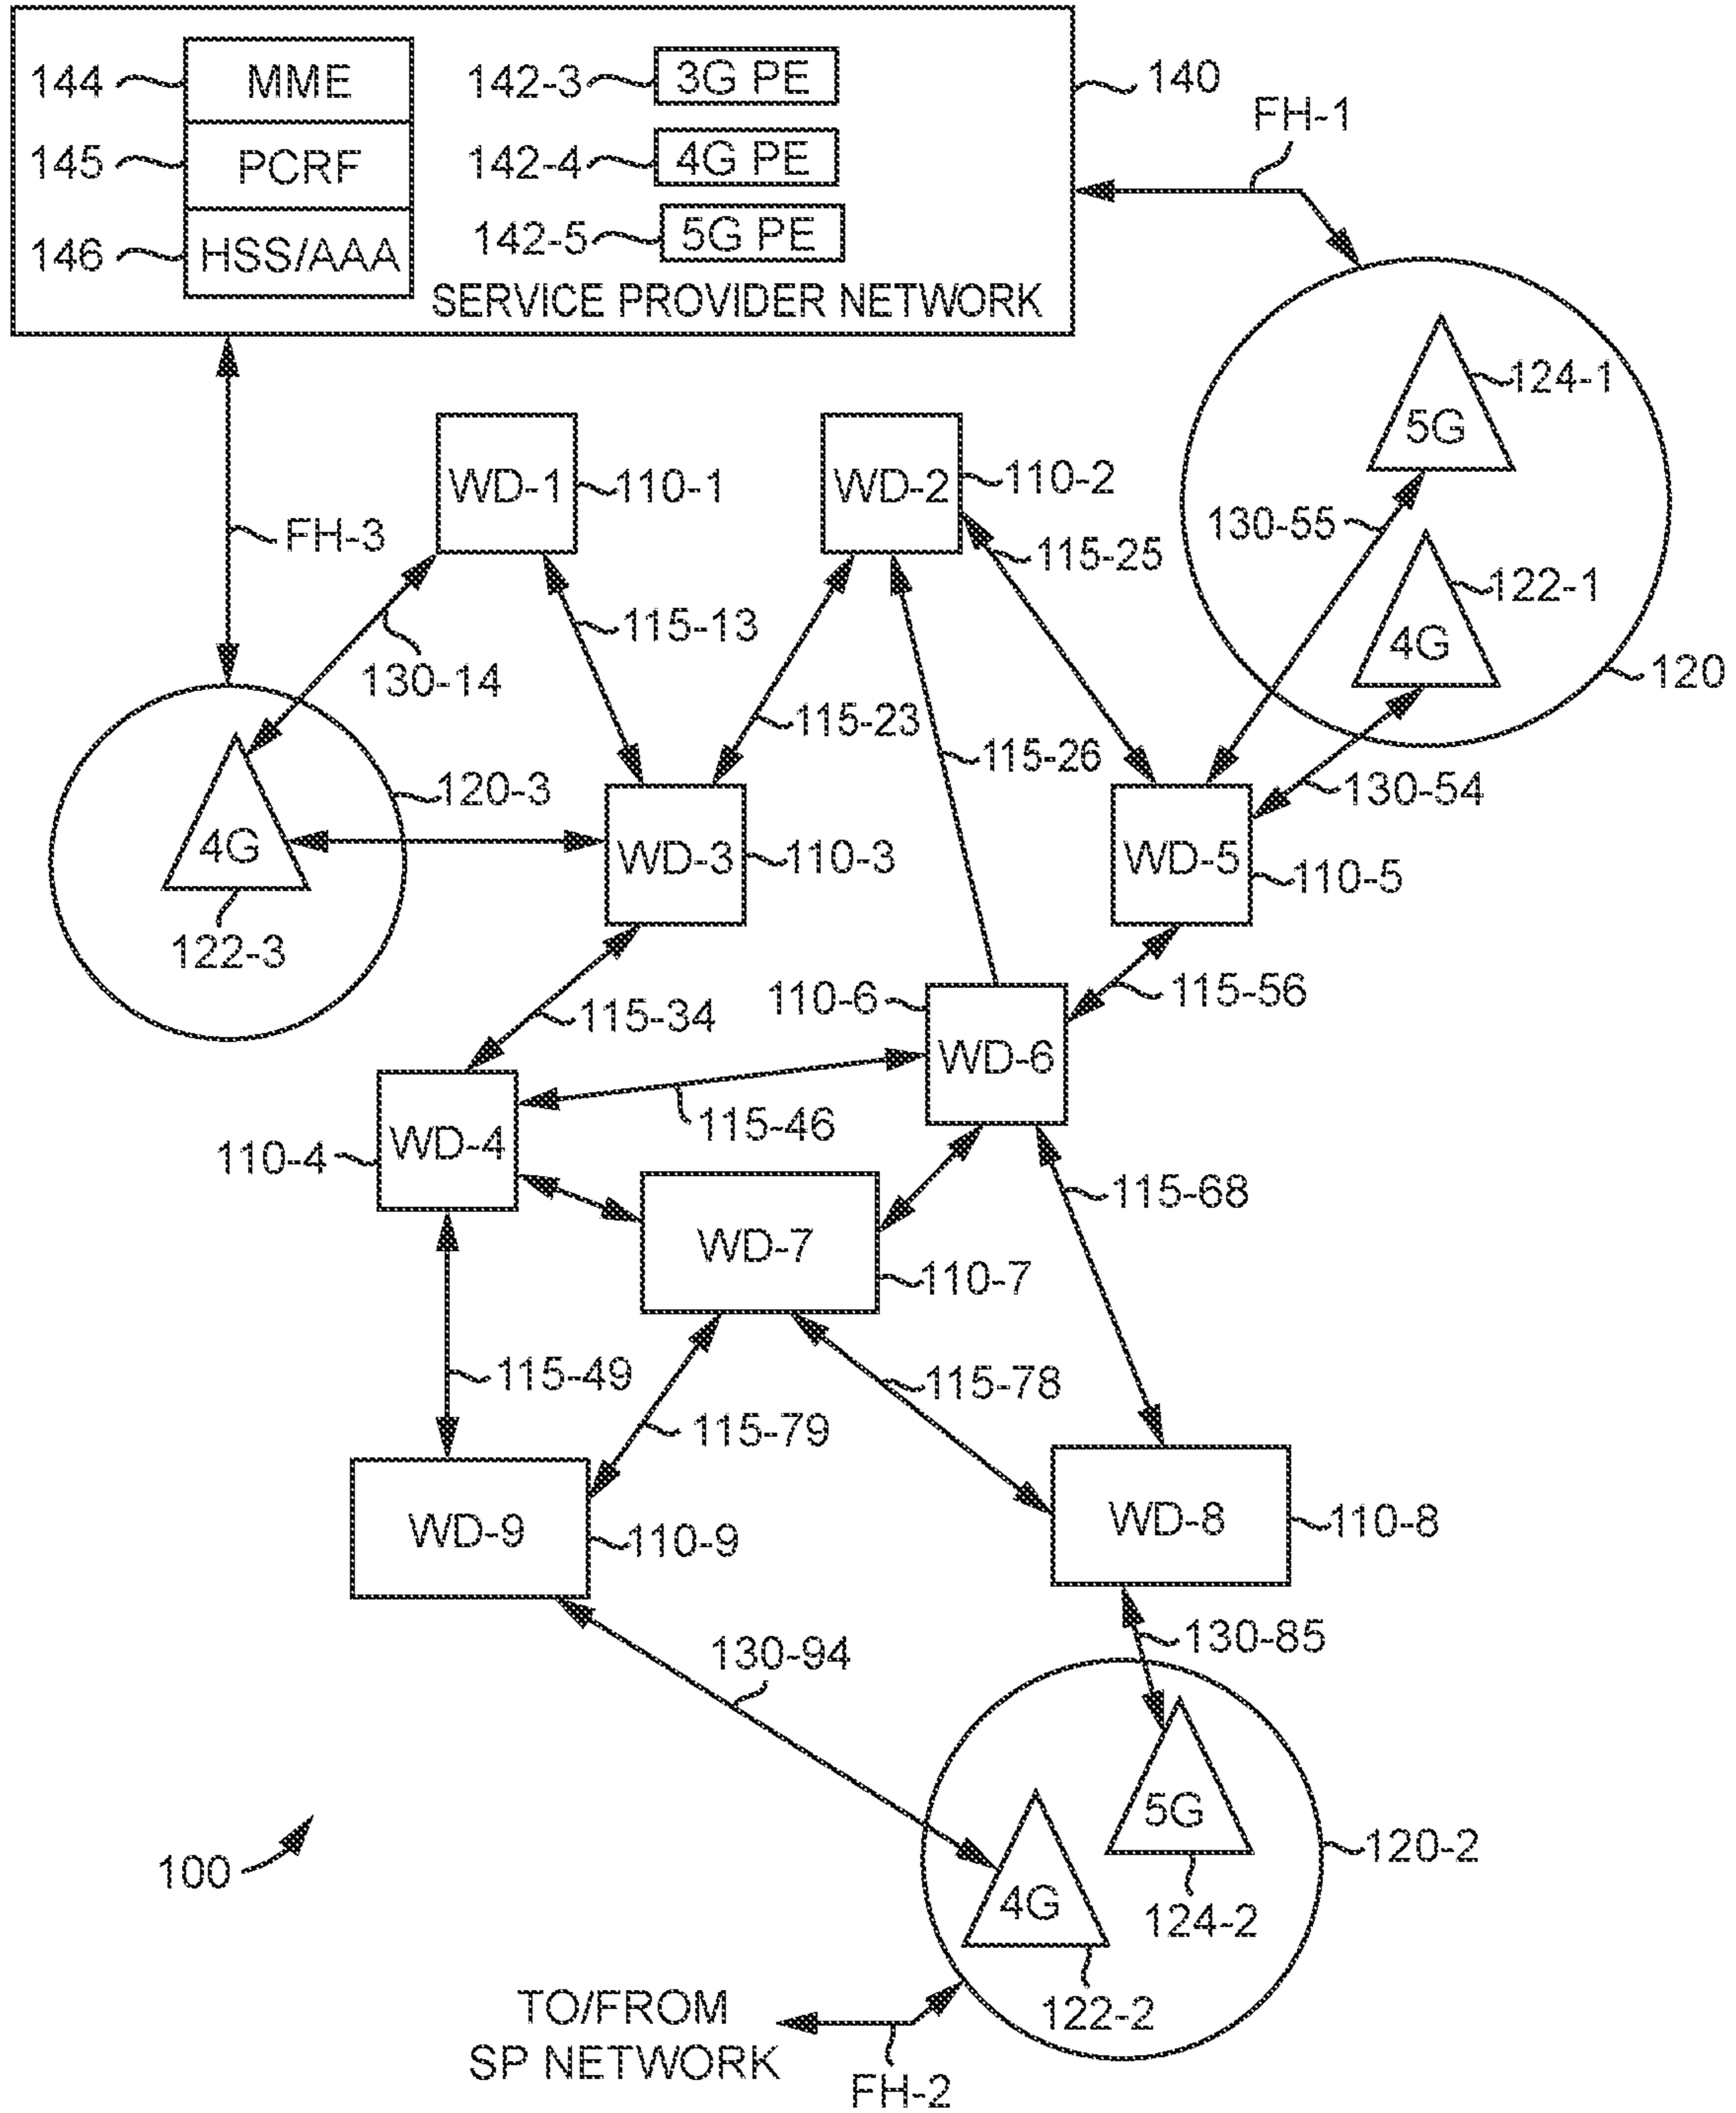 144
MME
142-3
3G PE
140
FH-1
145
PCRF
142-4
4G PE
146
HSS/AAA
142-5
5G PE
SERVICE PROVIDER NETWORK
124-1
5G
WD-1
110-1
WD-2
110-2
FH-3
130-55
115-25
122-1
4G
115-13
130-14
120
115-23
115-26
120-3
130-54
4G
WD-3
110-3
WD-5
110-5
122-3
110-6
115-56
115-34
WD-6
115-46
WD-4
110-4
115-68
WD-7
110-7
115-49
115-78
115-79
WD-9
110-9
WD-8
110-8
130-94
130-85
5G
120-2
100
4G
124-2
TO/FROM
SP NETWORK
122-2
FH-2